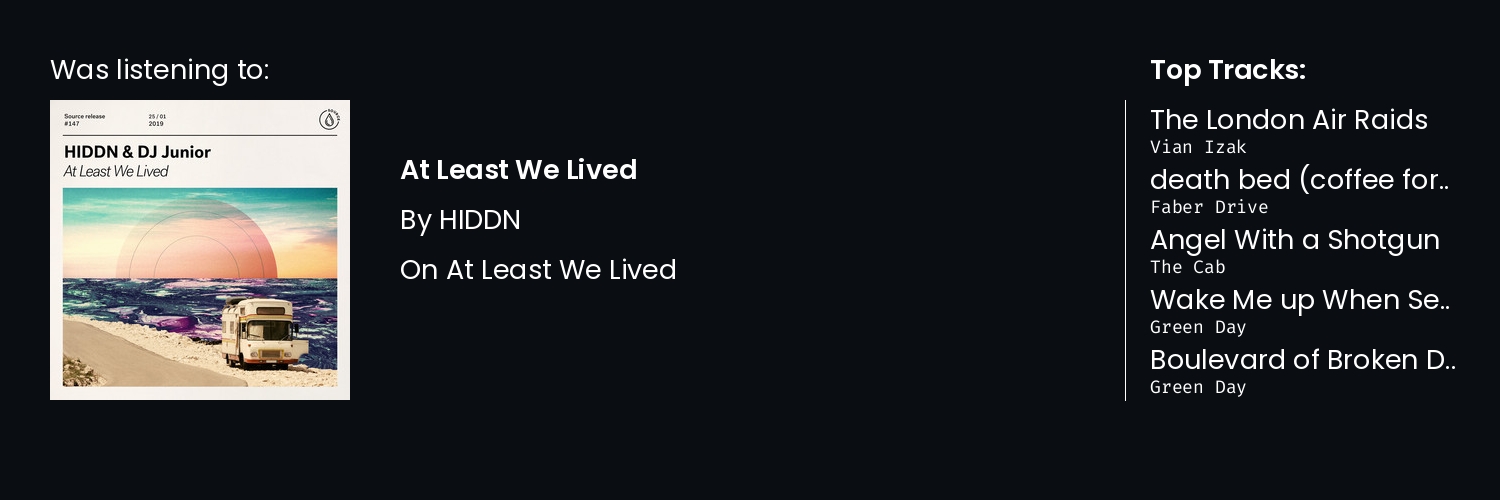 Was listening to:
Source release
#147
25 / 01
2019
HIDDN & DJ Junior
At Least We Lived
At Least We Lived
By HIDDN
On At Least We Lived
Top Tracks:
The London Air Raids
Vian Izak
death bed (coffee for..
Faber Drive
Angel With a Shotgun
The Cab
Wake Me up When Se..
Green Day
Boulevard of Broken D..
Green Day